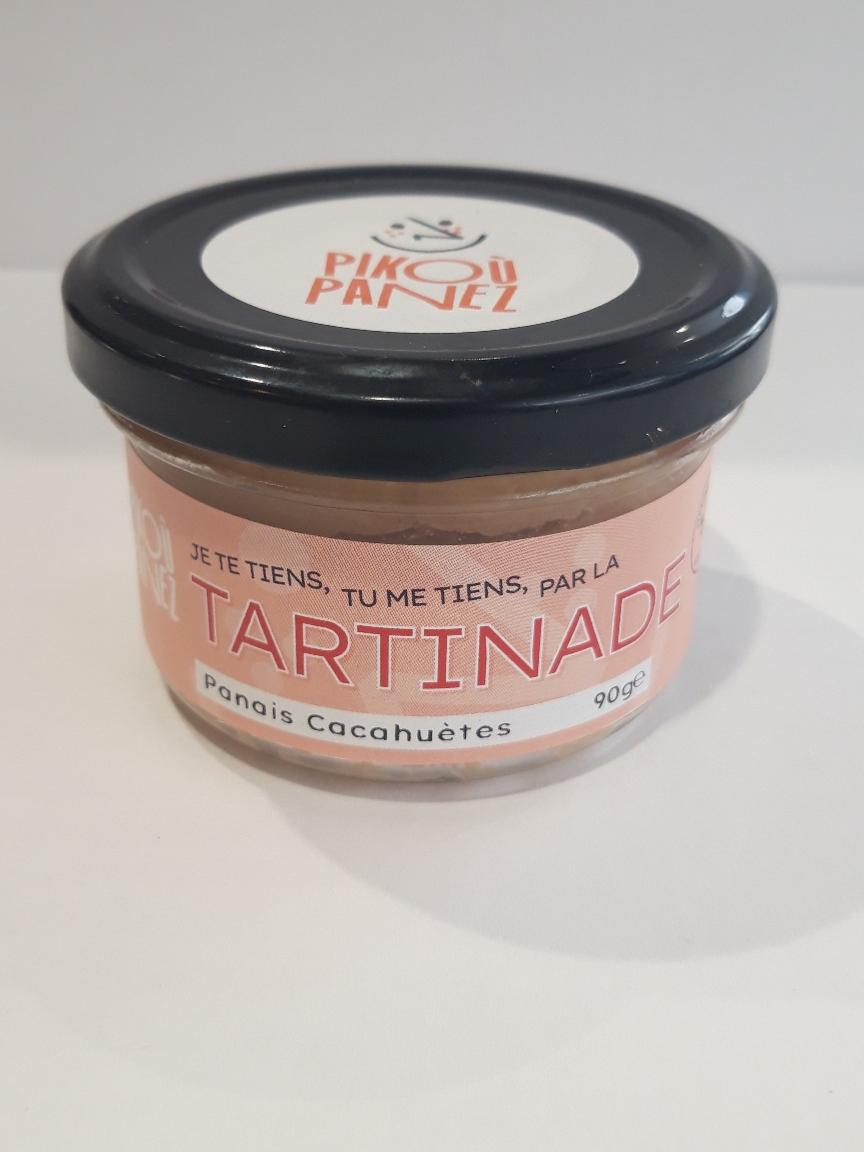 PIKOÙ
PANEZ
JE TE TIENS, TU ME TIENS, PAR LA
TARTINADE
Panais Cacahuètes 90g℮